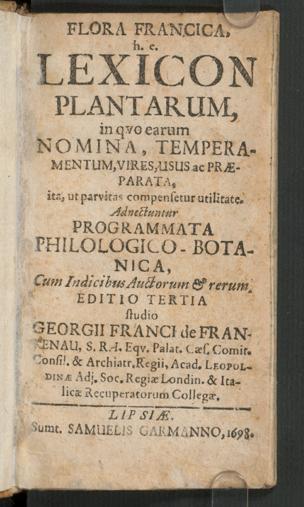 FLORA FRANCICA,
h. e.
LEXICON
PLANTARUM,
in qvo earum
NOMINA, TEMPERA-
MENTUM, VIRES, USUS ac PRÆ-
PARATA,
ita, ut parvitas compensetur utilitate.
Adnectuntur
PROGRAMMATA
PHILOLOGICO-BOTA-
NICA,
Cum Indicibus Auctorum & rerum.
EDITIO TERTIA
studio
GEORGII FRANCI de FRAN-
KENAU, S. R. I. Eqv. Palat. Cæs. Comit.
Consil. & Archiatr. Regii, Acad. LEOPOL-
DINÆ Adj. Soc. Regiæ Londin. & Ita-
licæ Recuperatorum Collegæ.
LIPSIÆ.
Sumt. SAMUELIS GARMANNO, 1698.